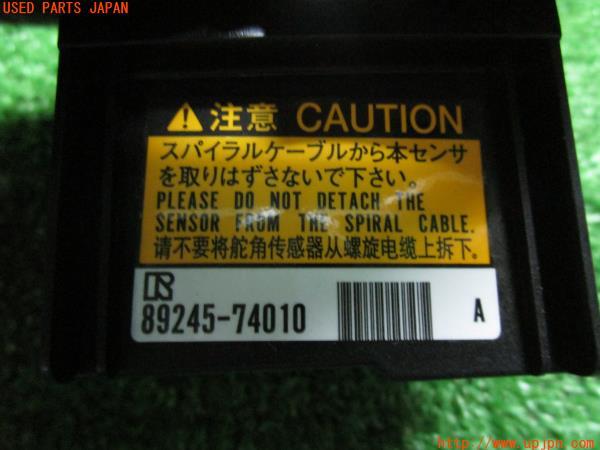 USED PARTS JAPAN
注意 CAUTION
スパイラルケーブルから本センサ
を取りはずさないで下さい。
PLEASE DO NOT DETACH THE
SENSOR FROM THE SPIRAL CABLE.
请不要将舵角传感器从螺旋电缆上拆下。
89245-74010 A
http://www.upjpn.com